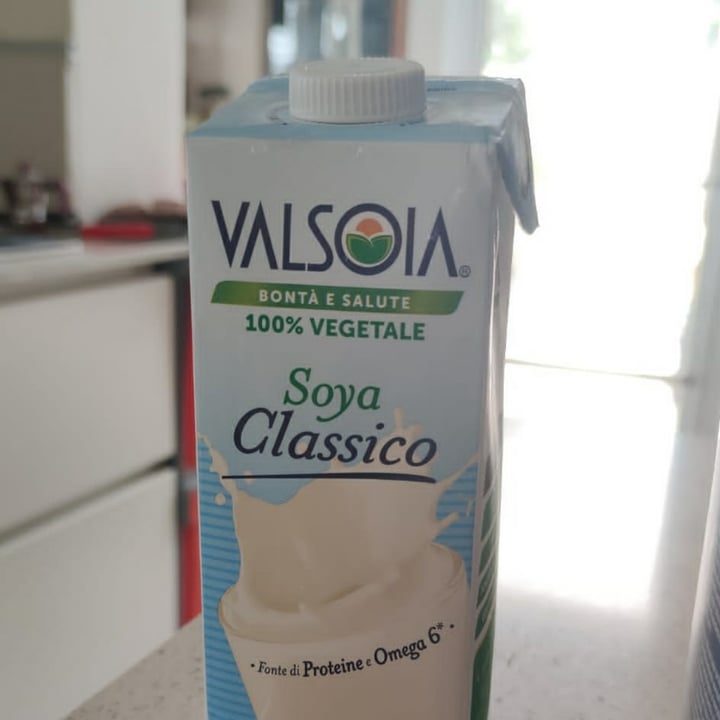 VALSOIA®
BONTÀ E SALUTE
100% VEGETALE
Soya
Classico
• Fonte di Proteine e Omega 6* •